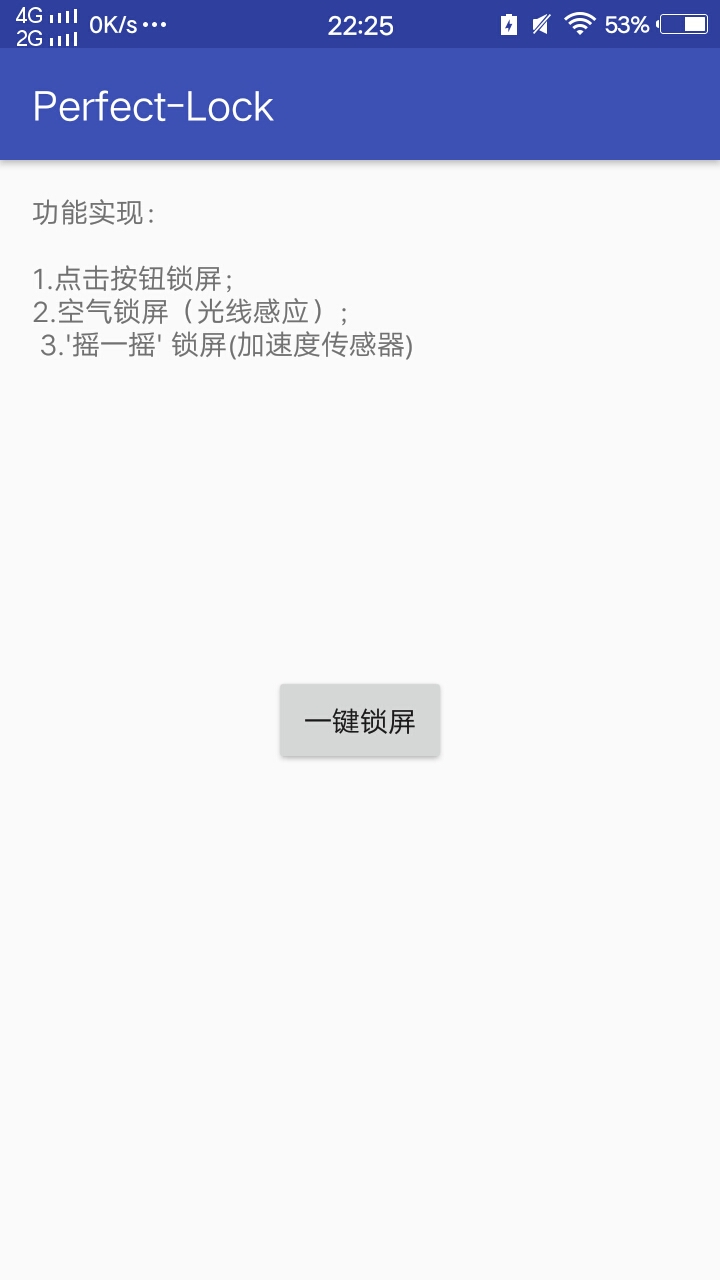 4G 0K/s ••• 22:25 53%
2G
Perfect-Lock
功能实现：
1.点击按钮锁屏；
2.空气锁屏（光线感应）;
3.'摇一摇' 锁屏(加速度传感器)
一键锁屏